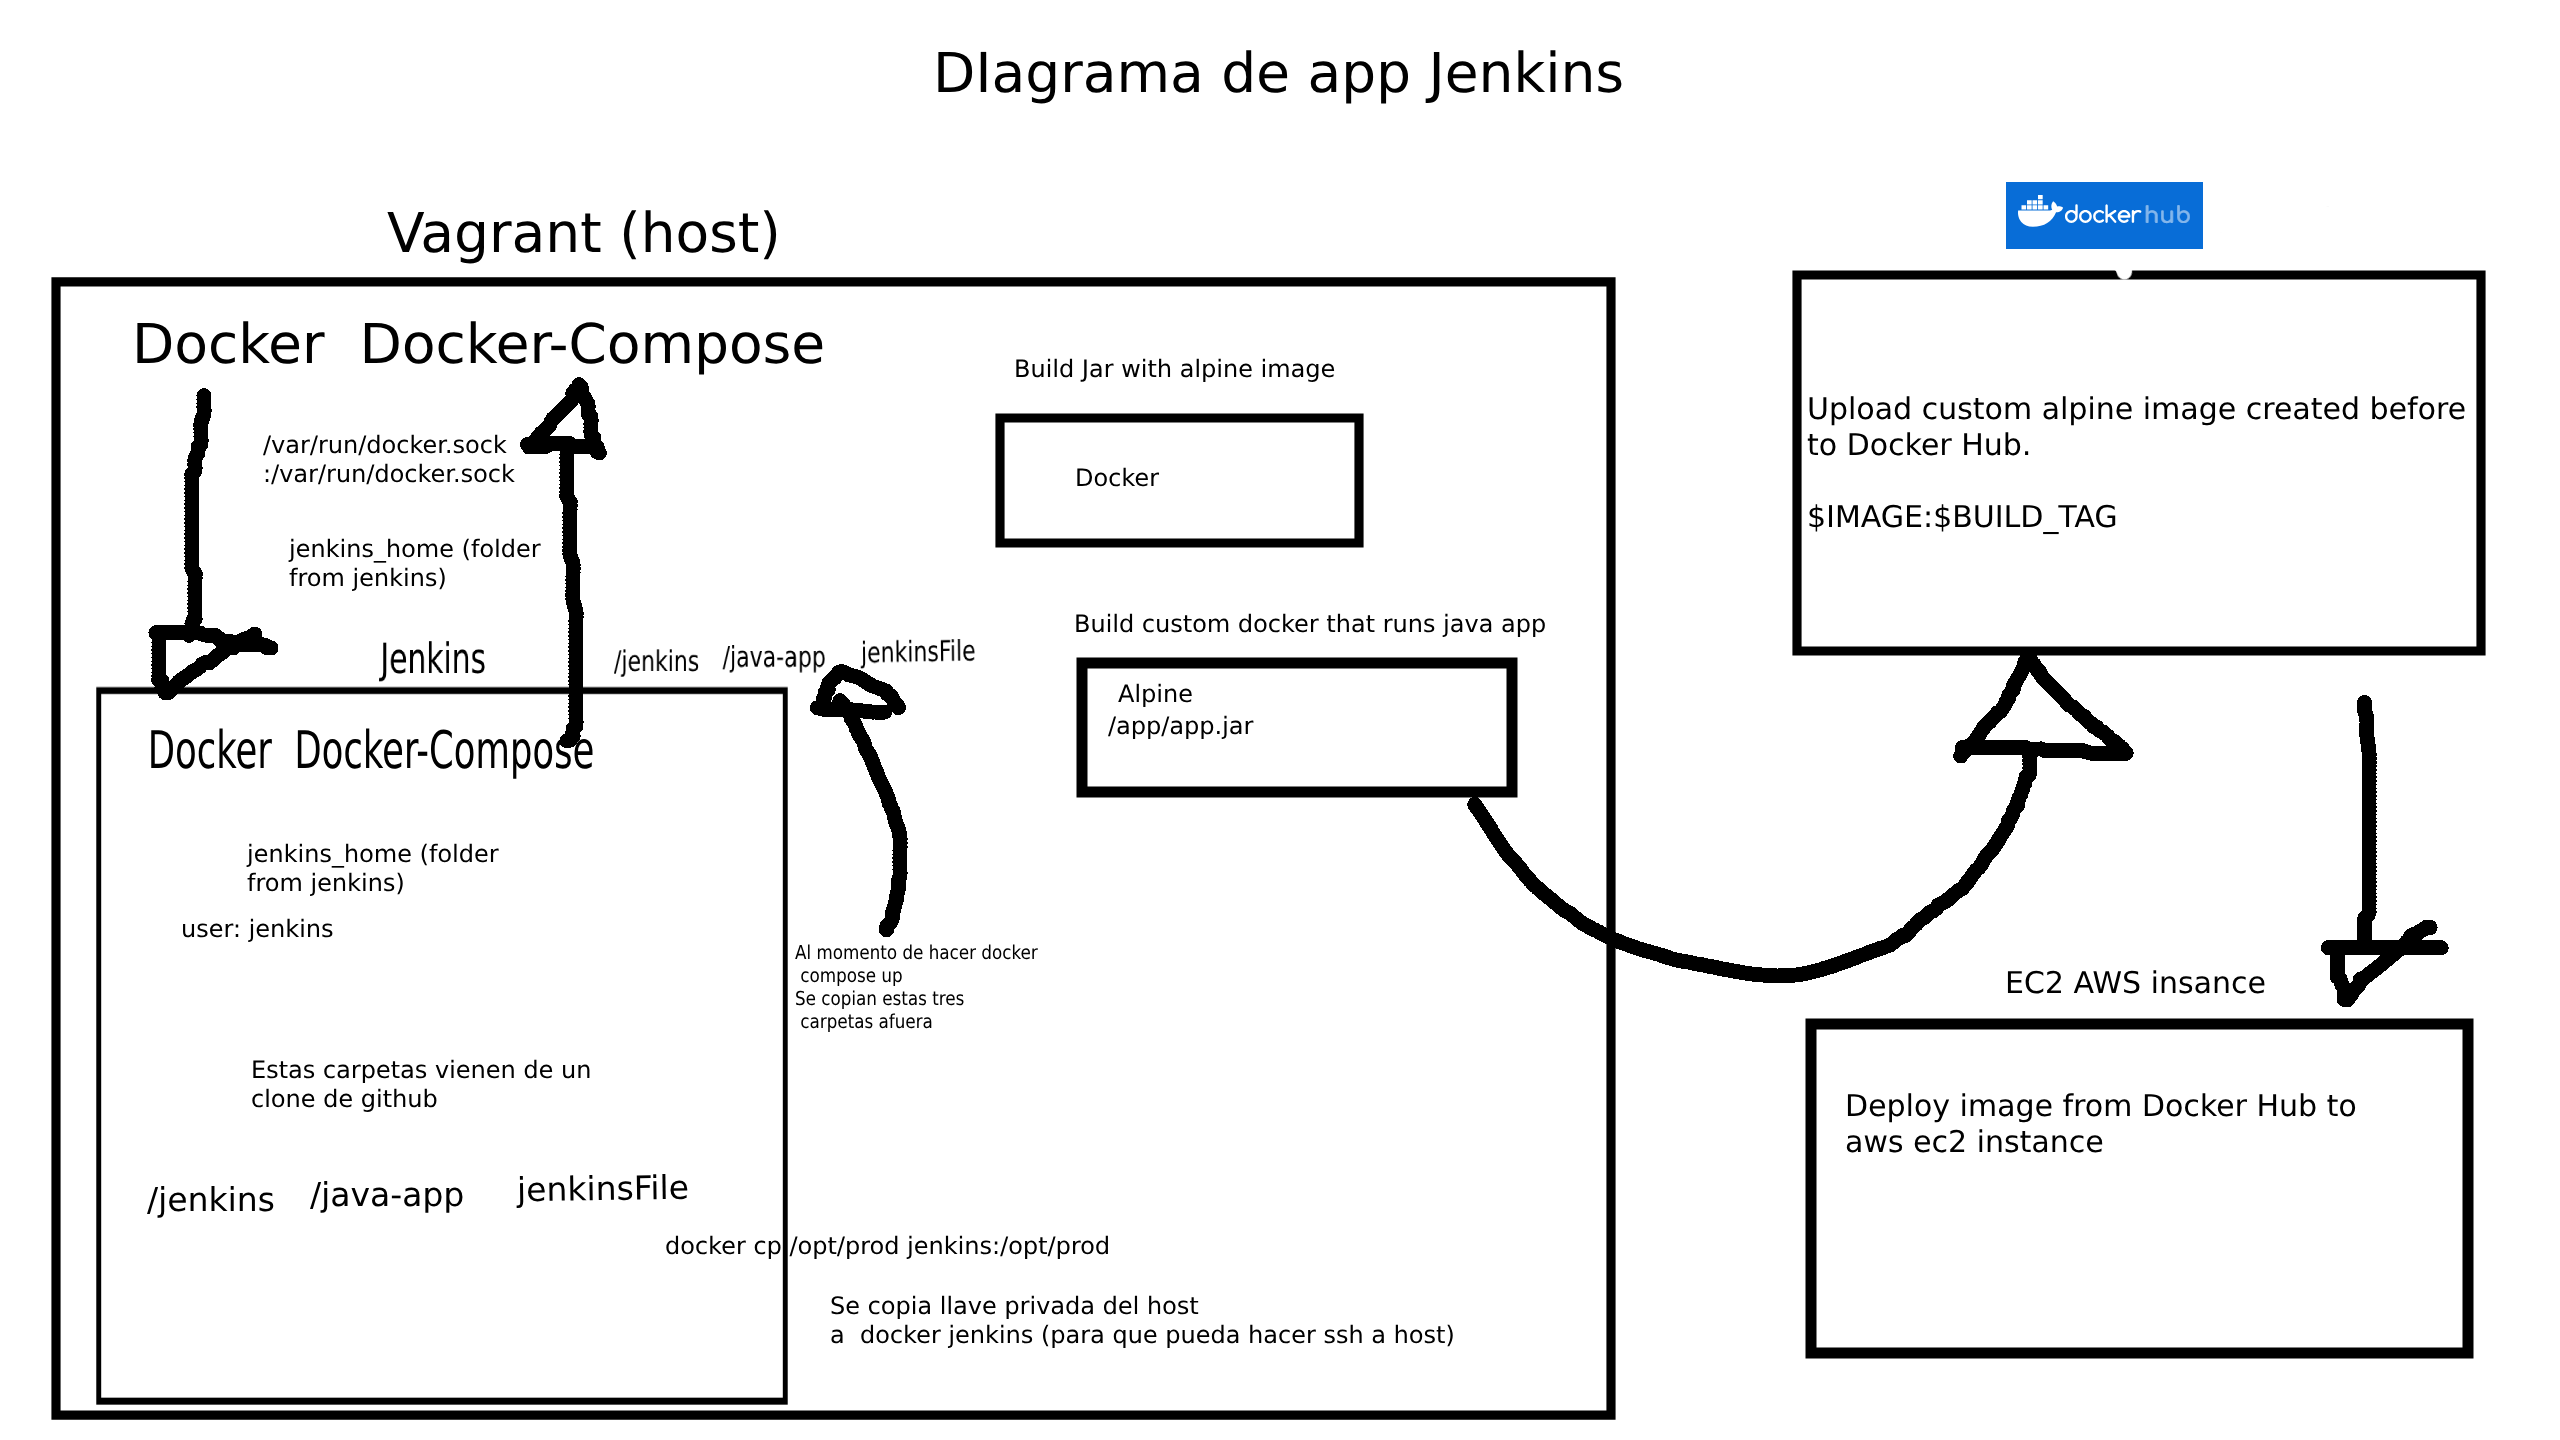 DIagrama de app Jenkins
Vagrant (host)
Docker Docker-Compose
/var/run/docker.sock
:/var/run/docker.sock
jenkins_home (folder
from jenkins)
Jenkins
/jenkins /java-app jenkinsFile
Docker Docker-Compose
jenkins_home (folder
from jenkins)
user: jenkins
Estas carpetas vienen de un
clone de github
/jenkins /java-app jenkinsFile
Al momento de hacer docker
compose up
Se copian estas tres
carpetas afuera
docker cp /opt/prod jenkins:/opt/prod
Se copia llave privada del host
a docker jenkins (para que pueda hacer ssh a host)
Build Jar with alpine image
Docker
Build custom docker that runs java app
Alpine
/app/app.jar
docker hub
Upload custom alpine image created before
to Docker Hub.
$IMAGE:$BUILD_TAG
EC2 AWS insance
Deploy image from Docker Hub to
aws ec2 instance